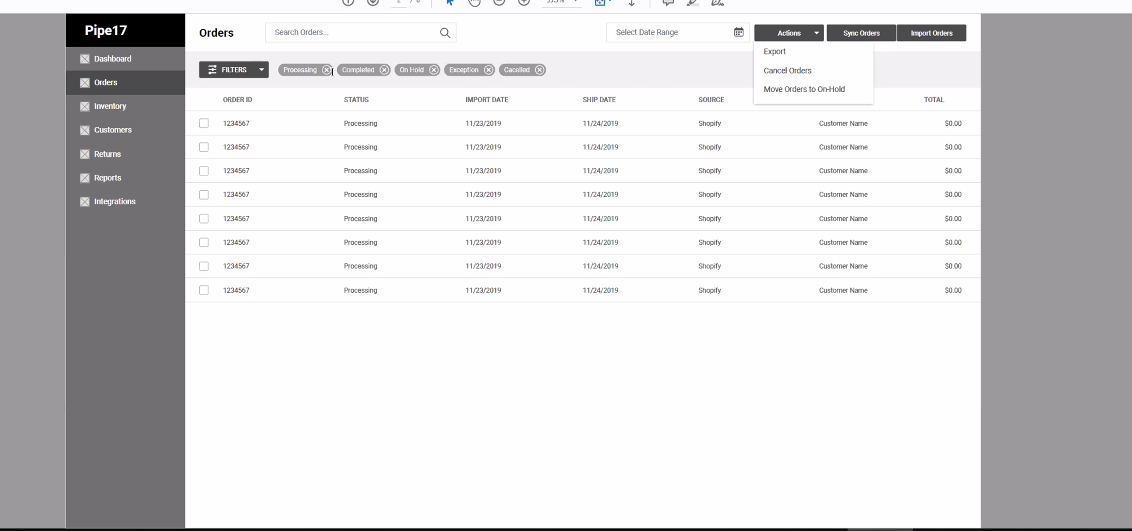 Pipe17
Orders
Search Orders...
Select Date Range
Actions
Sync Orders
Import Orders
Export
Cancel Orders
Move Orders to On-Hold
Dashboard
Orders
Inventory
Customers
Returns
Reports
Integrations
FILTERS
Processing
Completed
On Hold
Exception
Cacelled
ORDER ID STATUS IMPORT DATE SHIP DATE SOURCE TOTAL
1234567 Processing 11/23/2019 11/24/2019 Shopify Customer Name $0.00
1234567 Processing 11/23/2019 11/24/2019 Shopify Customer Name $0.00
1234567 Processing 11/23/2019 11/24/2019 Shopify Customer Name $0.00
1234567 Processing 11/23/2019 11/24/2019 Shopify Customer Name $0.00
1234567 Processing 11/23/2019 11/24/2019 Shopify Customer Name $0.00
1234567 Processing 11/23/2019 11/24/2019 Shopify Customer Name $0.00
1234567 Processing 11/23/2019 11/24/2019 Shopify Customer Name $0.00
1234567 Processing 11/23/2019 11/24/2019 Shopify Customer Name $0.00